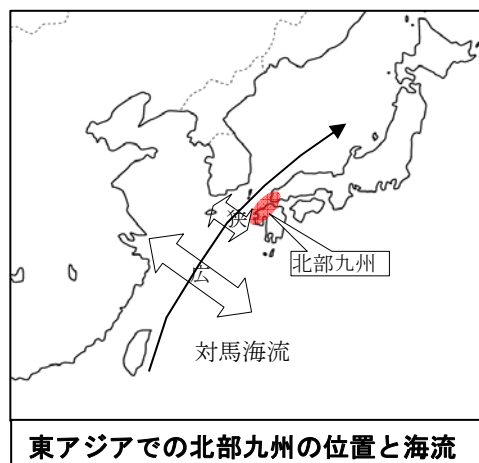 狭
北部九州
広
対馬海流
東アジアでの北部九州の位置と海流